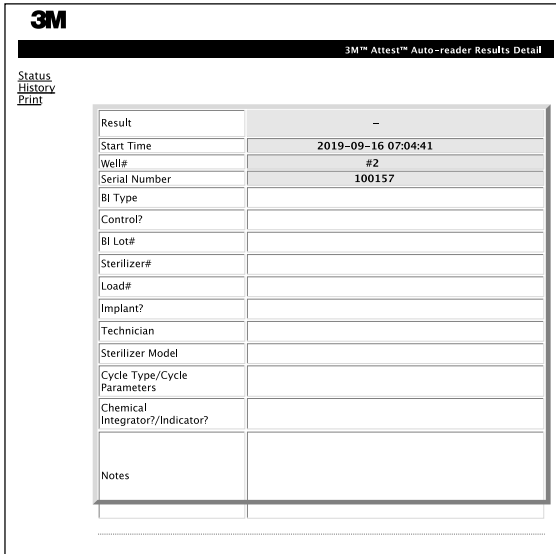 3M
3M™ Attest™ Auto-reader Results Detail
Status
History
Print
Result –
Start Time 2019-09-16 07:04:41
Well# #2
Serial Number 100157
BI Type
Control?
BI Lot#
Sterilizer#
Load#
Implant?
Technician
Sterilizer Model
Cycle Type/Cycle
Parameters
Chemical
Integrator?/Indicator?
Notes